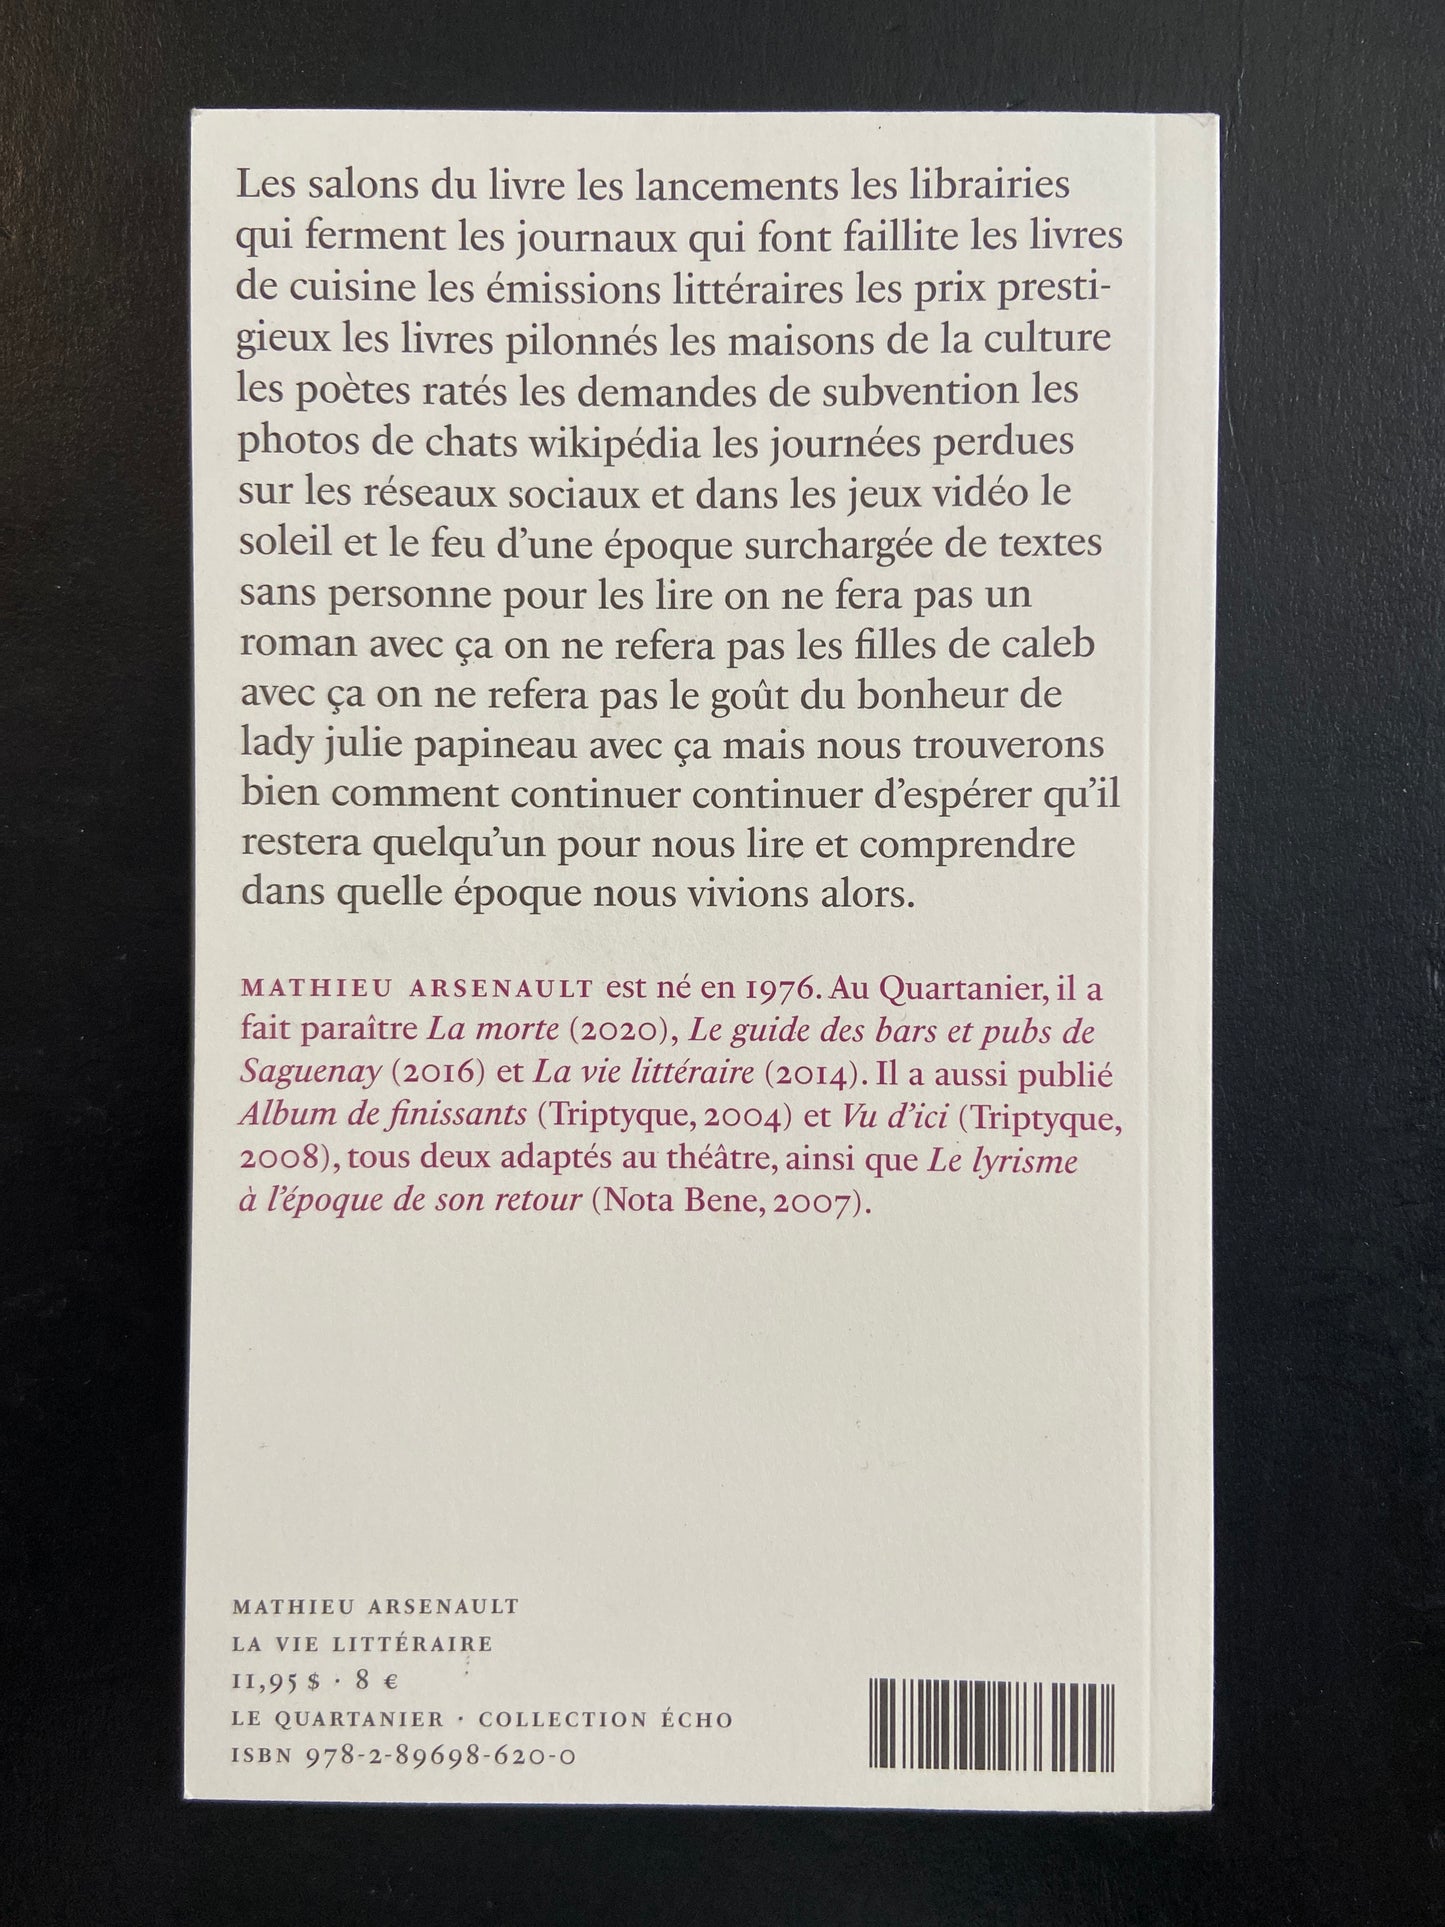 Les salons du livre les lancements les librairies
qui ferment les journaux qui font faillite les livres
de cuisine les émissions littéraires les prix presti-
gieux les livres pilonnés les maisons de la culture
les poètes ratés les demandes de subvention les
photos de chats wikipédia les journées perdues
sur les réseaux sociaux et dans les jeux vidéo le
soleil et le feu d’une époque surchargée de textes
sans personne pour les lire on ne fera pas un
roman avec ça on ne refera pas les filles de caleb
avec ça on ne refera pas le goût du bonheur de
lady julie papineau avec ça mais nous trouverons
bien comment continuer continuer d’espérer qu’il
restera quelqu’un pour nous lire et comprendre
dans quelle époque nous vivions alors.
MATHIEU ARSENAULT est né en 1976. Au Quartanier, il a
fait paraître La morte (2020), Le guide des bars et pubs de
Saguenay (2016) et La vie littéraire (2014). Il a aussi publié
Album de finissants (Triptyque, 2004) et Vu d’ici (Triptyque,
2008), tous deux adaptés au théâtre, ainsi que Le lyrisme
à l’époque de son retour (Nota Bene, 2007).
MATHIEU ARSENAULT
LA VIE LITTÉRAIRE
11,95 $ · 8 €
LE QUARTANIER · COLLECTION ÉCHO
ISBN 978-2-89698-620-0